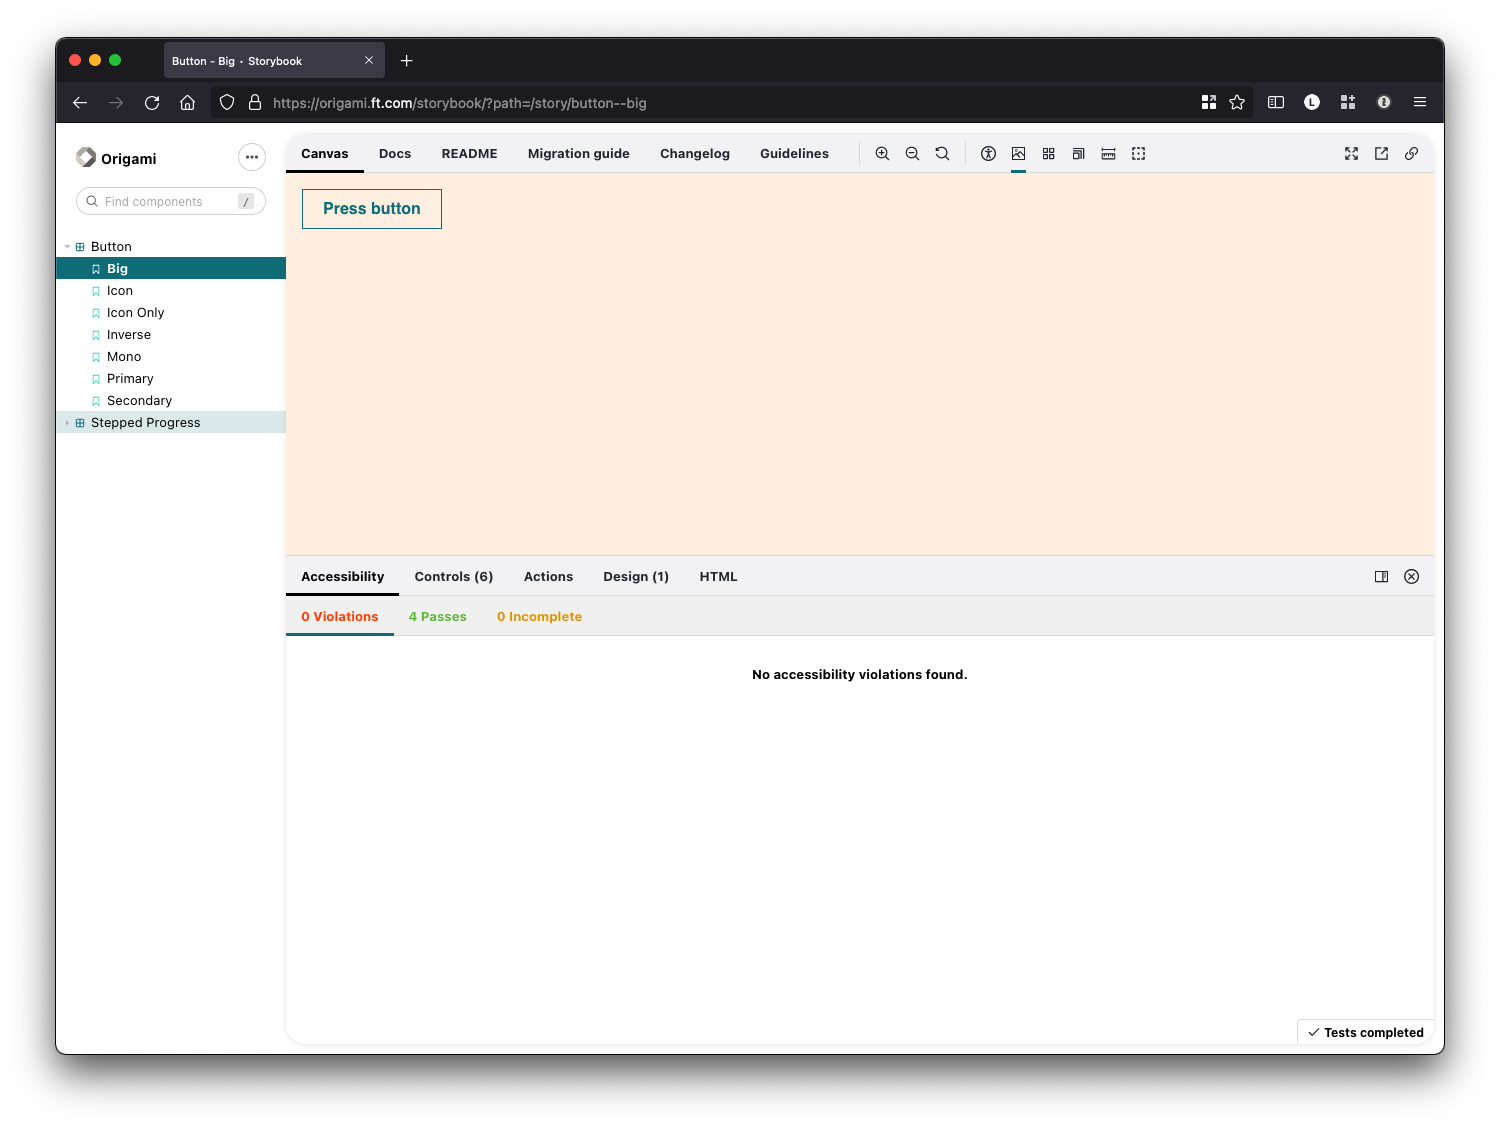 Button - Big • Storybook
https://origami.ft.com/storybook/?path=/story/button--big
L
Origami
Find components
/
Button
Big
Icon
Icon Only
Inverse
Mono
Primary
Secondary
Stepped Progress
Canvas Docs README Migration guide Changelog Guidelines
Press button
Accessibility Controls (6) Actions Design (1) HTML
0 Violations 4 Passes 0 Incomplete
No accessibility violations found.
Tests completed